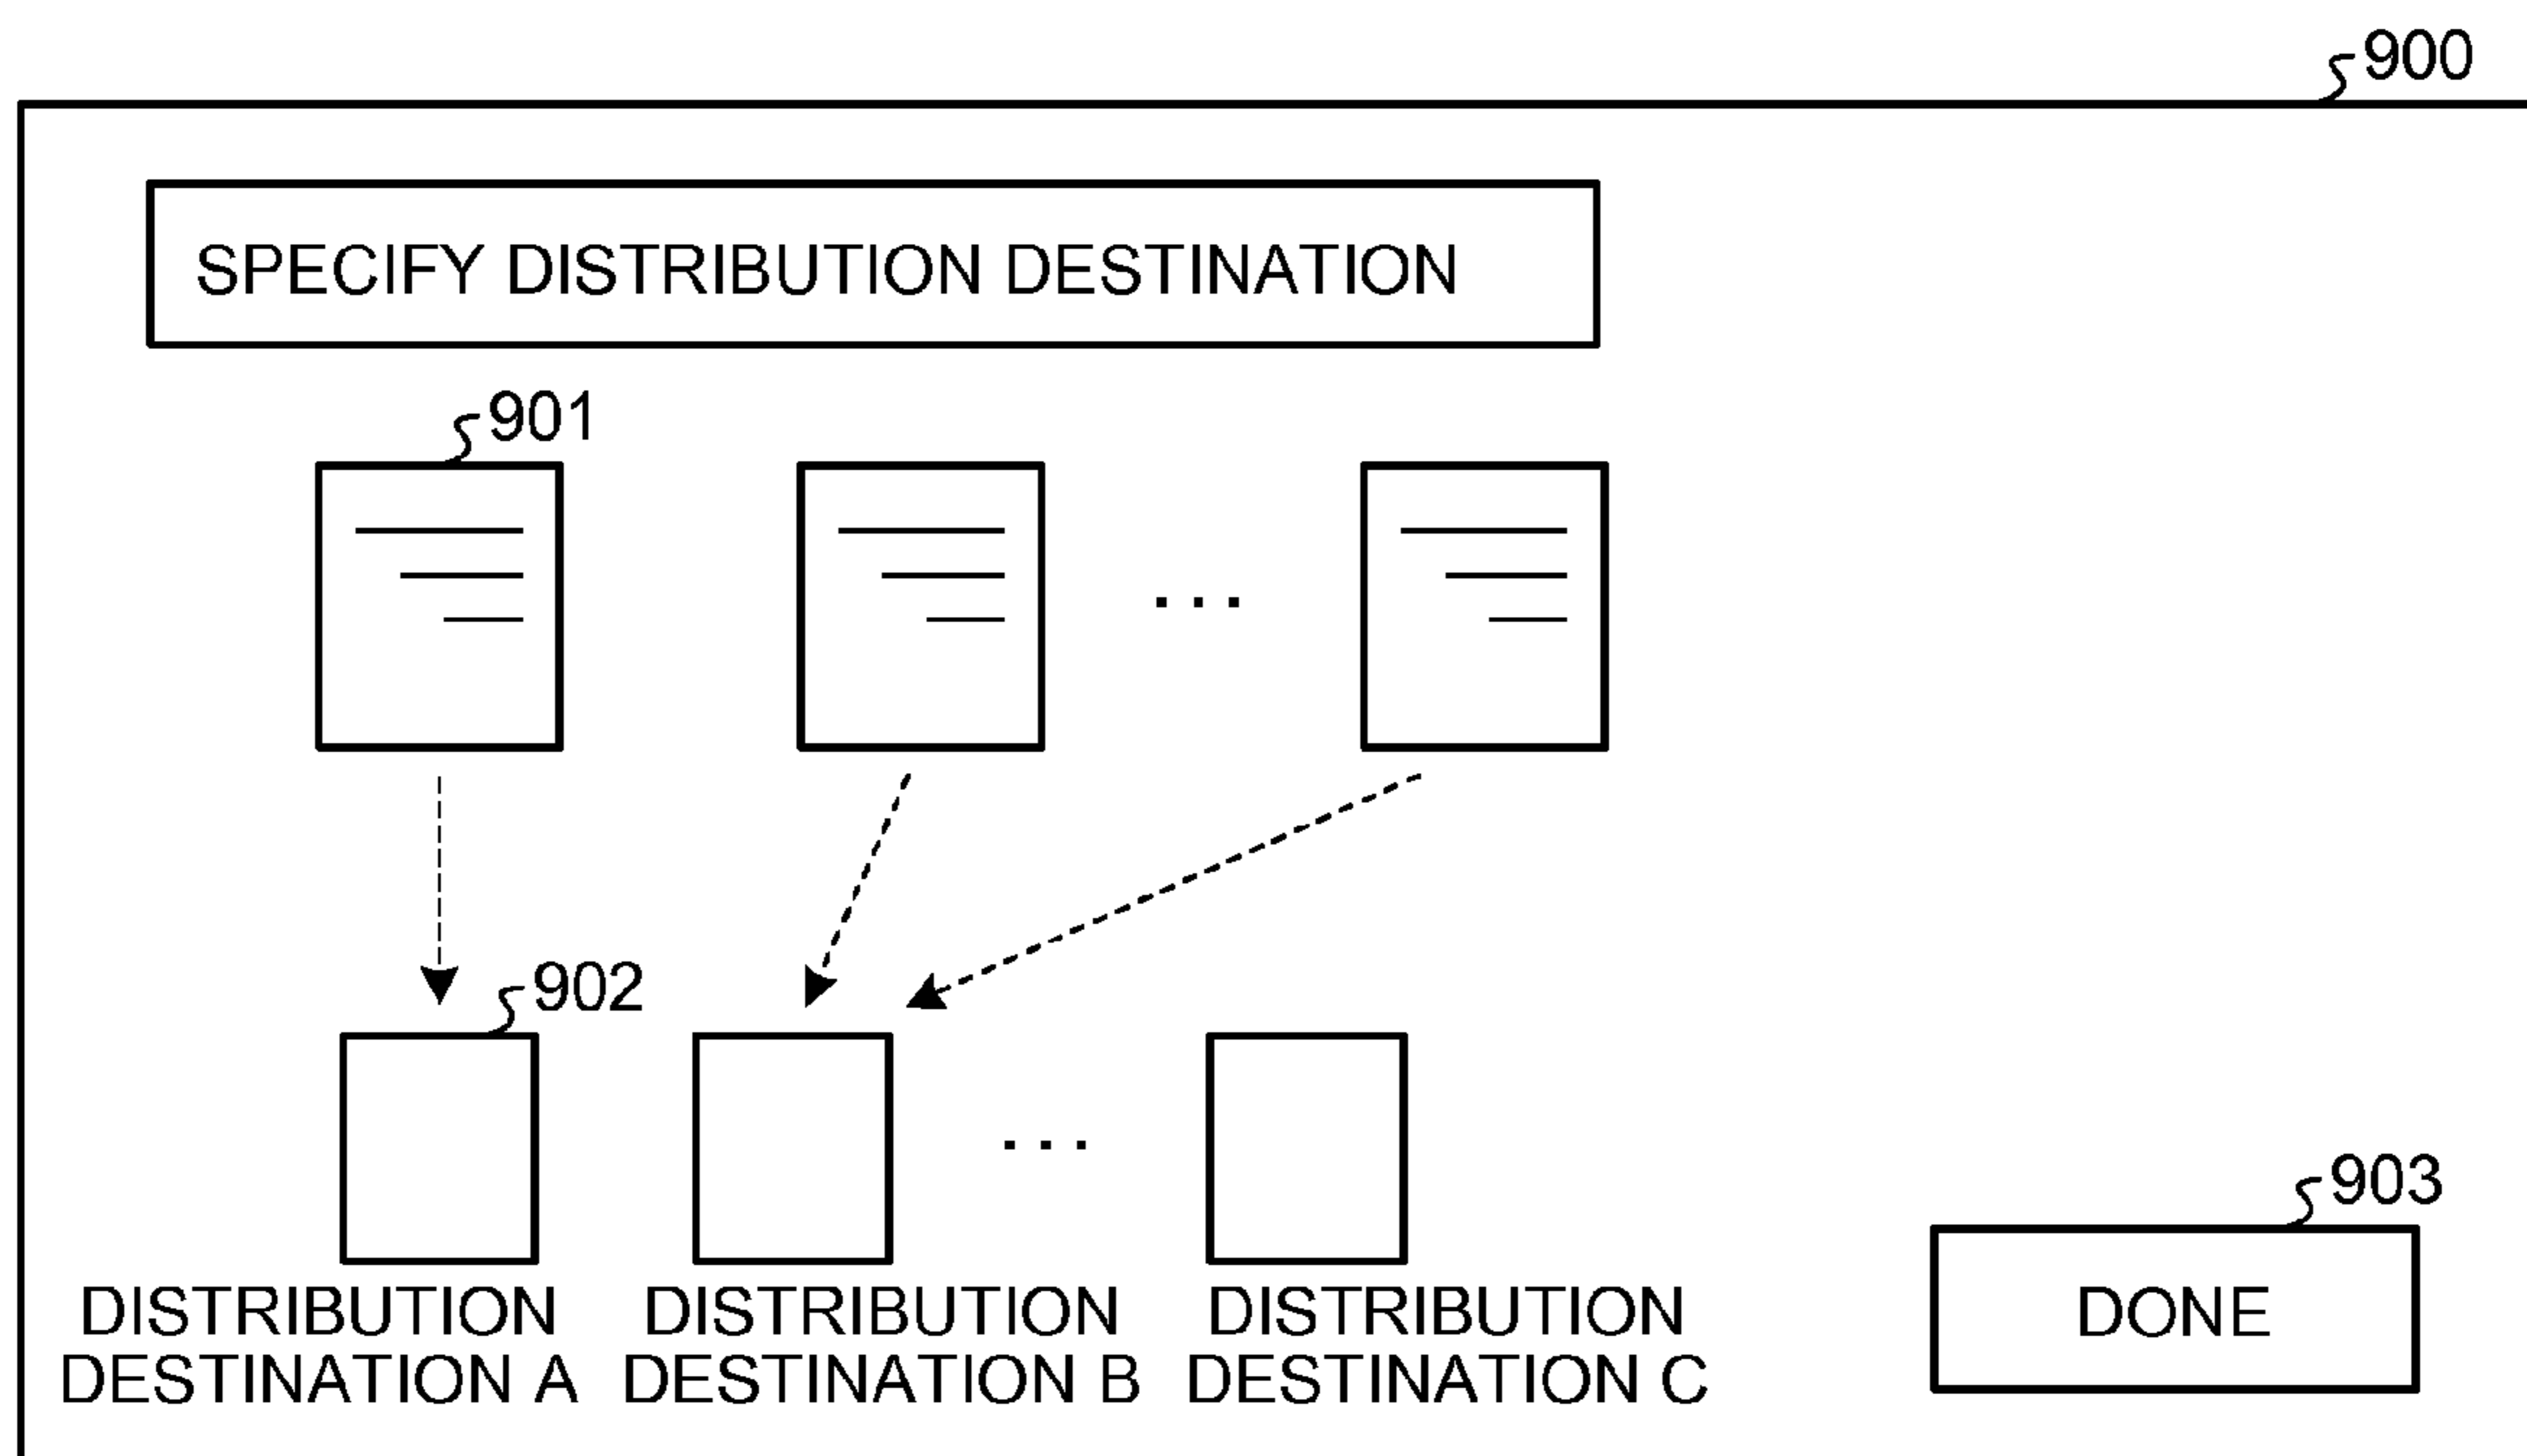 900
SPECIFY DISTRIBUTION DESTINATION
901
...
902
...
903
DISTRIBUTION
DESTINATION A
DISTRIBUTION
DESTINATION B
DISTRIBUTION
DESTINATION C
DONE